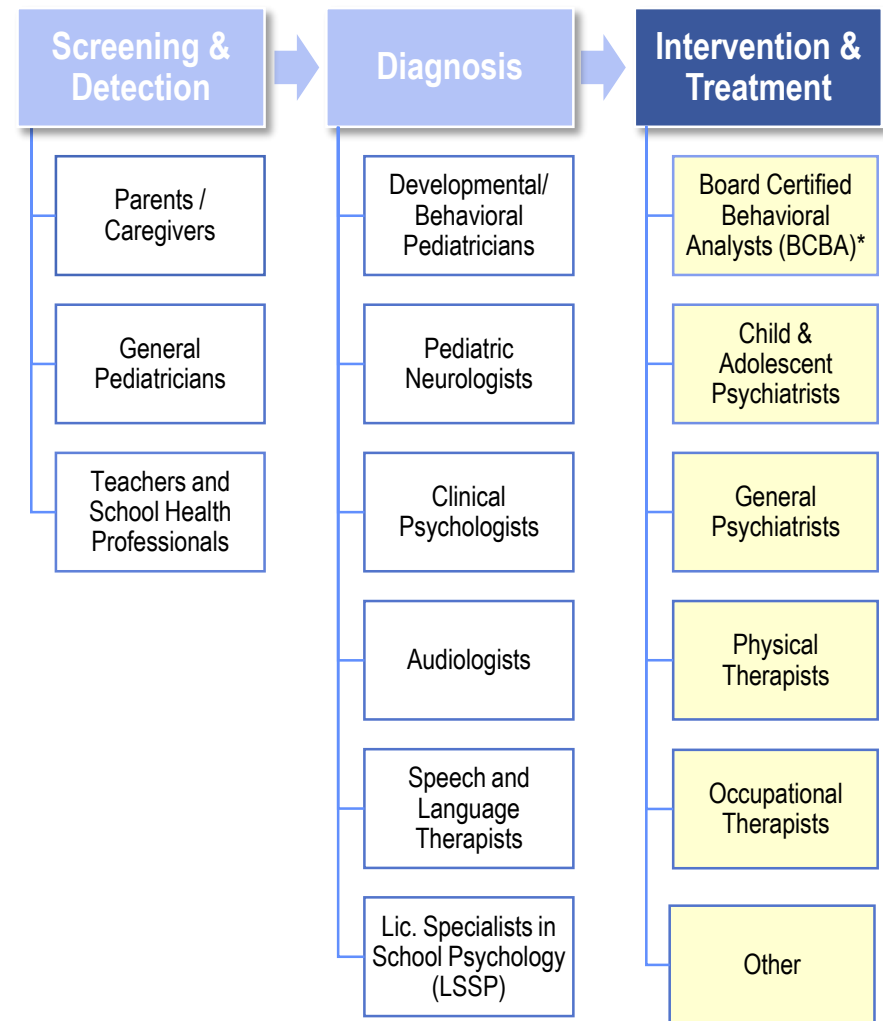 Screening &
Detection
Parents /
Caregivers
General
Pediatricians
Teachers and
School Health
Professionals
Diagnosis
Developmental/
Behavioral
Pediatricians
Pediatric
Neurologists
Clinical
Psychologists
Audiologists
Speech and
Language
Therapists
Lic. Specialists in
School Psychology
(LSSP)
Intervention &
Treatment
Board Certified
Behavioral
Analysts (BCBA)*
Child &
Adolescent
Psychiatrists
General
Psychiatrists
Physical
Therapists
Occupational
Therapists
Other